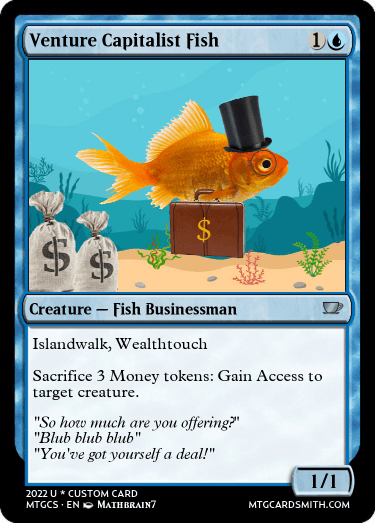 Venture Capitalist Fish 1
$
$ $
Creature — Fish Businessman
Islandwalk, Wealthtouch
Sacrifice 3 Money tokens: Gain Access to
target creature.
"So how much are you offering?"
"Blub blub blub"
"You've got yourself a deal!"
1/1
2022 U * CUSTOM CARD
MTGCS · EN Mathbrain7
MTGCARDSMITH.COM